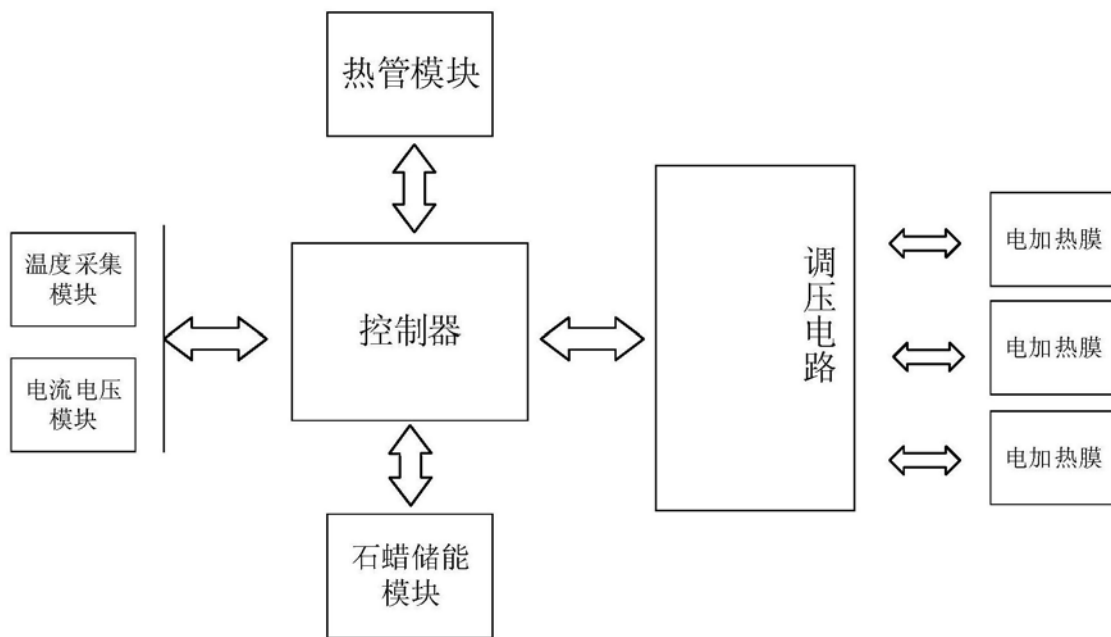 热管模块
温度采集
模块
电流电压
模块
控制器
调压电路
电加热膜
电加热膜
电加热膜
石蜡储能
模块